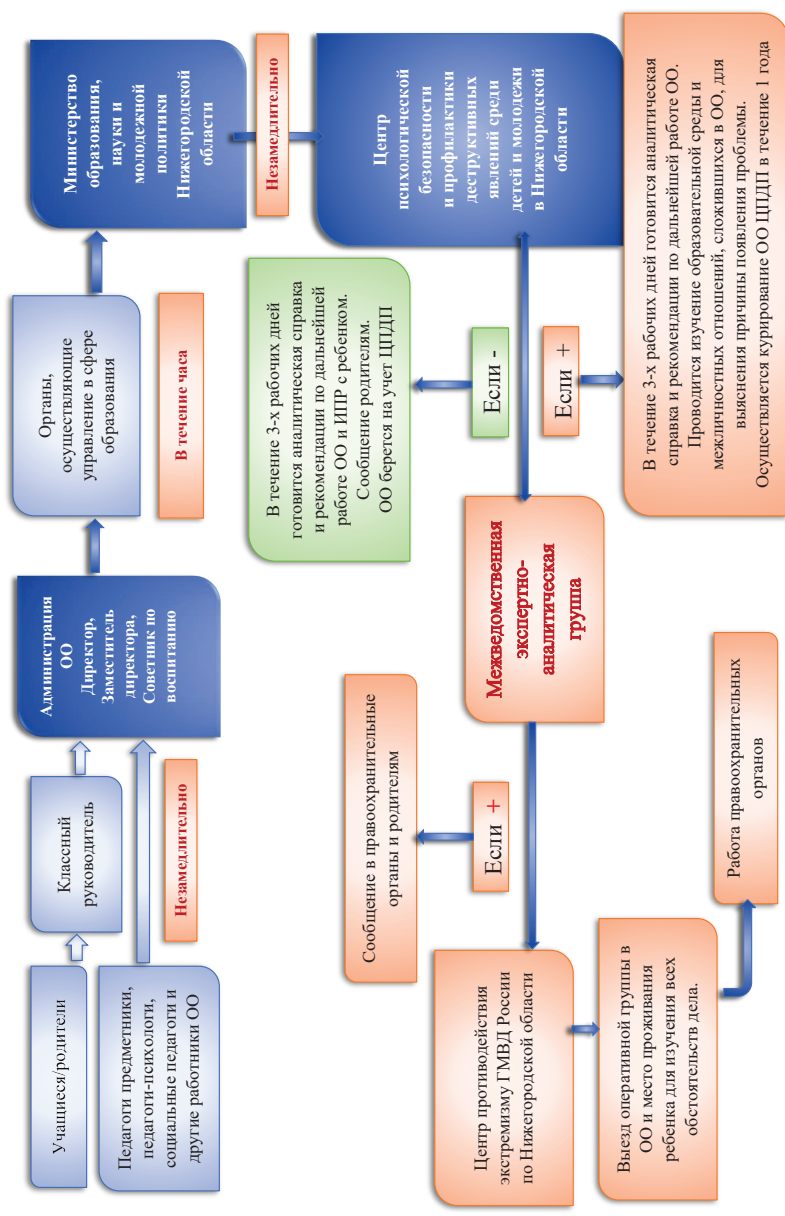 Учащиеся/родители
Педагоги предметники,
педагоги-психологи,
социальные педагоги и
другие работники ОО
Классный
руководитель
Незамедлительно
Администрация
ОО
Директор,
Заместитель
директора,
Советник по
воспитанию
Органы,
осуществляющие
управление в сфере
образования
В течение часа
Министерство
образования,
науки и
молодежной
политики
Нижегородской
области
Незамедлительно
Центр
психологической
безопасности
и профилактики
деструктивных
явлений среди
детей и молодежи
в Нижегородской
области
В течение 3-х рабочих дней
готовится аналитическая справка
и рекомендации по дальнейшей
работе ОО и ИПР с ребенком.
Сообщение родителям.
ОО берется на учет ЦПДП
Если -
Если +
В течение 3-х рабочих дней готовится аналитическая
справка и рекомендации по дальнейшей работе ОО.
Проводится изучение образовательной среды и
межличностных отношений, сложившихся в ОО, для
выяснения причины появления проблемы.
Осуществляется курирование ОО ЦПДП в течение 1 года
Межведомственная
экспертно-
аналитическая
группа
Сообщение в правоохранительные
органы и родителям
Если +
Центр противодействия
экстремизму ГМВД России
по Нижегородской области
Выезд оперативной группы в
ОО и место проживания
ребенка для изучения всех
обстоятельств дела.
Работа правоохранительных
органов